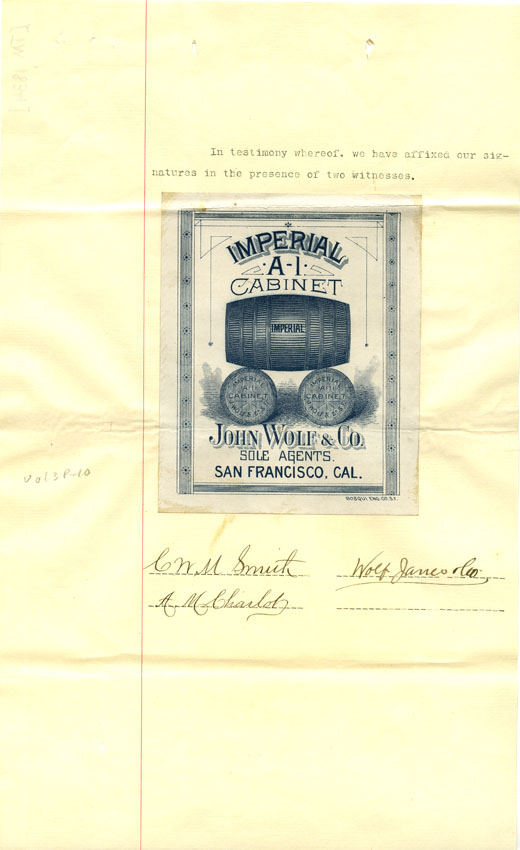 In testimony whereof, we have affixed our sig-
natures in the presence of two witnesses.
IMPERIAL
A-1
CABINET
IMPERIAL
IMPERIAL
CABINET
IMPERIAL
CABINET
JOHN WOLF & CO.
SOLE AGENTS.
SAN FRANCISCO, CAL.
BOSQUI ENG. CO. S.F.
Vol 3 P-10
C W M Smith
Wolf James & Co.
A. M. Charlot